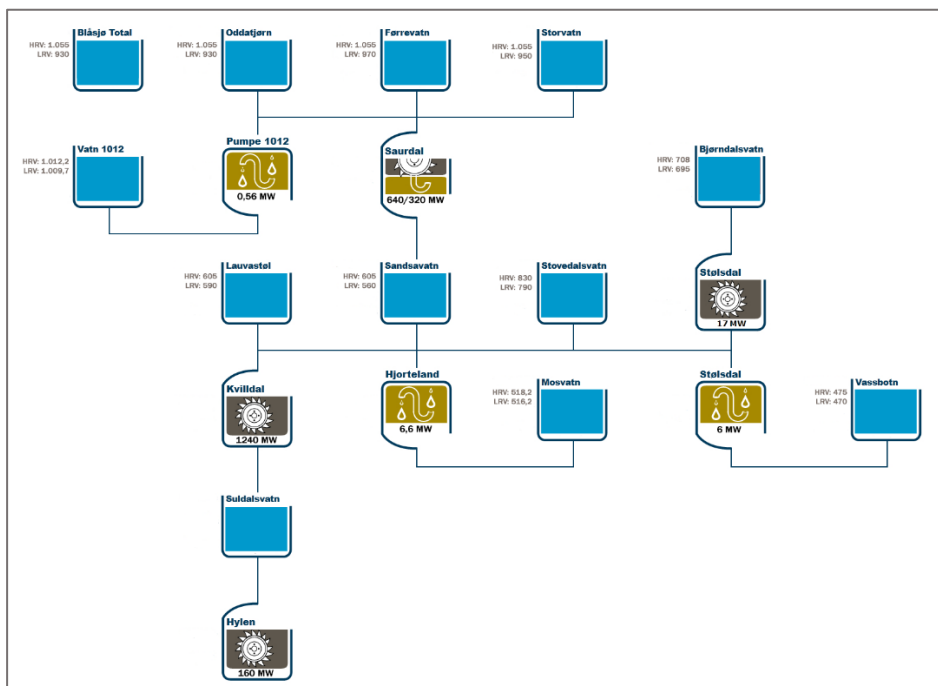 Blåsjø Total
HRV: 1.055
LRV: 930
Oddatjørn
HRV: 1.055
LRV: 930
Førrevatn
HRV: 1.055
LRV: 970
Storvatn
HRV: 1.055
LRV: 950
Vatn 1012
HRV: 1.012,2
LRV: 1.009,7
Pumpe 1012
0,56 MW
Saurdal
640/320 MW
Bjørndalsvatn
HRV: 708
LRV: 695
Lauvastøl
HRV: 605
LRV: 590
Sandsavatn
HRV: 605
LRV: 560
Stovedalsvatn
HRV: 830
LRV: 790
Stølsdal
17 MW
Kvilldal
1240 MW
Hjorteland
6,6 MW
Mosvatn
HRV: 518,2
LRV: 516,2
Stølsdal
6 MW
Vassbotn
HRV: 475
LRV: 470
Suldalsvatn
Hylen
160 MW